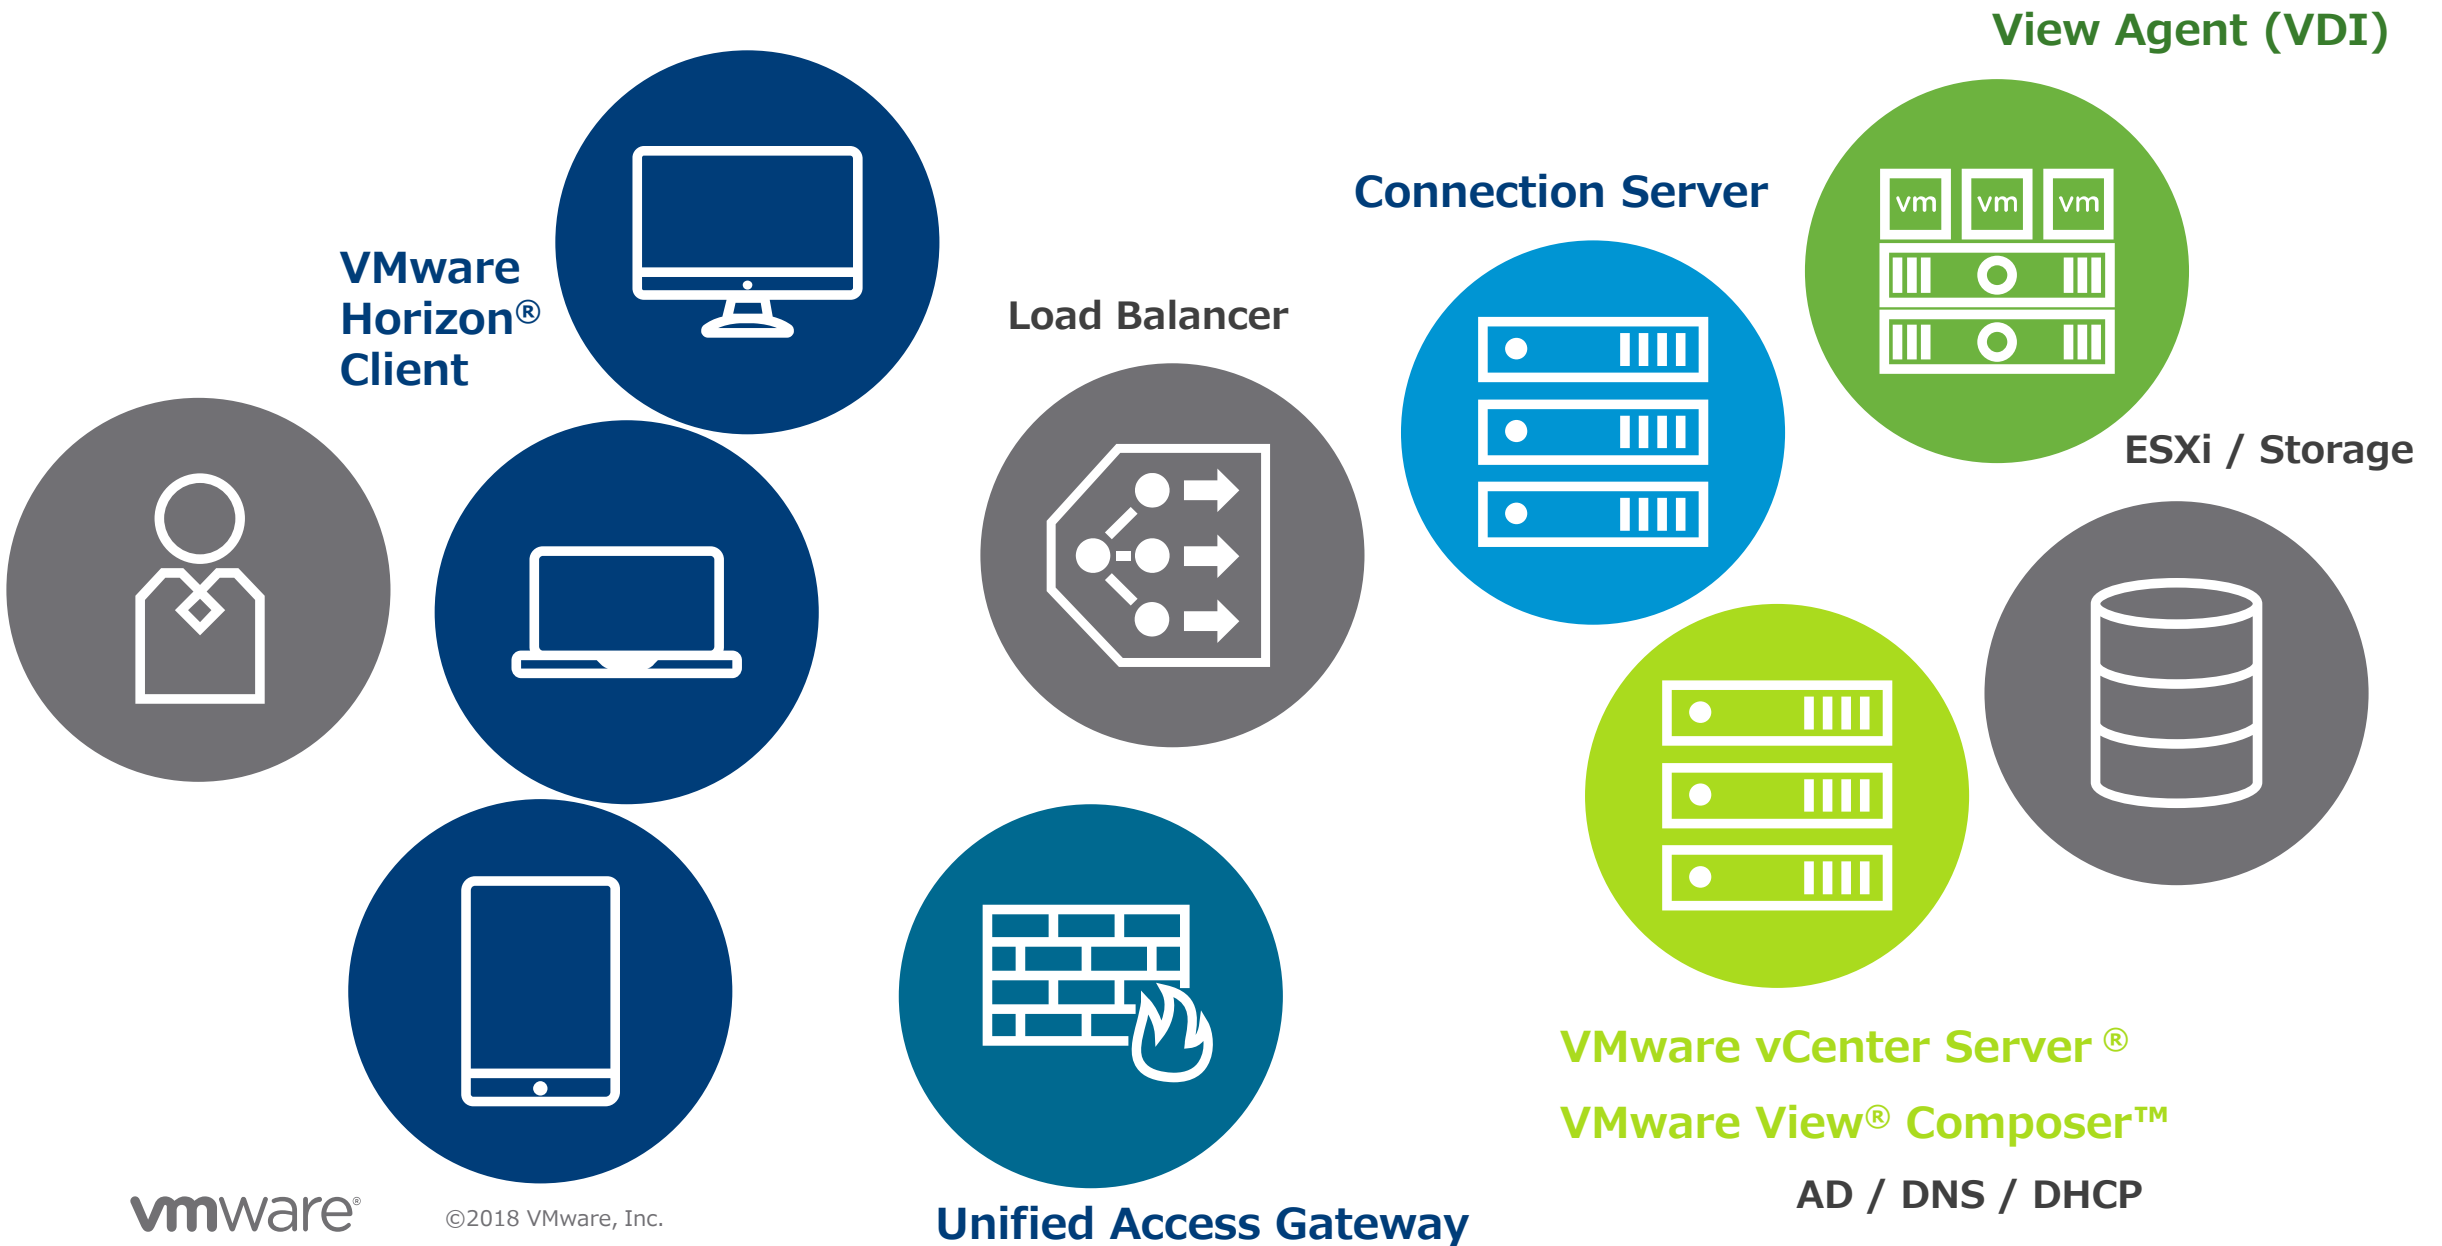 View Agent (VDI)
Connection Server
vm vm vm
VMware
Horizon®
Client
Load Balancer
ESXi / Storage
VMware vCenter Server ®
VMware View® Composer™
AD / DNS / DHCP
vmware®
©2018 VMware, Inc.
Unified Access Gateway